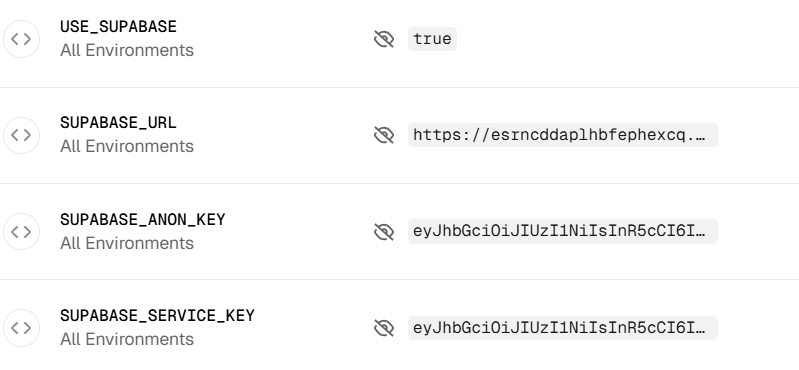 USE_SUPABASE
All Environments
true
SUPABASE_URL
All Environments
https://esrncddaplhbfephexcq.…
SUPABASE_ANON_KEY
All Environments
eyJhbGciOiJIUzI1NiIsInR5cCI6I…
SUPABASE_SERVICE_KEY
All Environments
eyJhbGciOiJIUzI1NiIsInR5cCI6I…